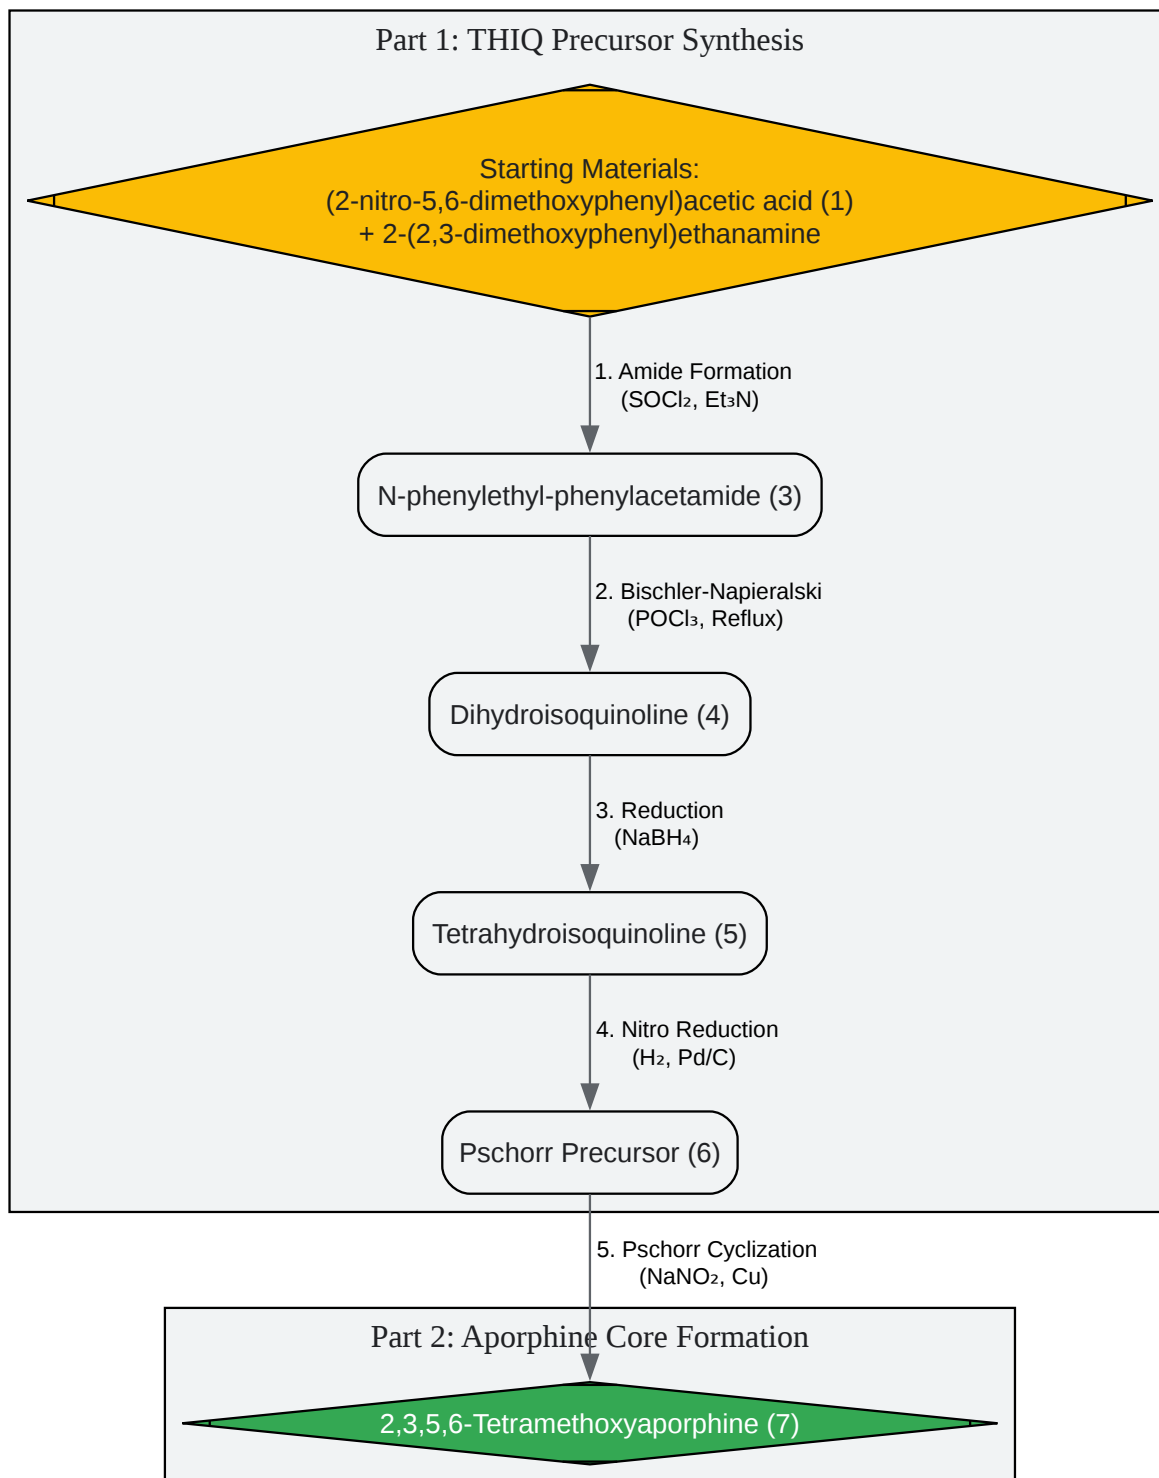 Part 1: THIQ Precursor Synthesis
Starting Materials:
(2-nitro-5,6-dimethoxyphenyl)acetic acid (1)
+ 2-(2,3-dimethoxyphenyl)ethanamine
1. Amide Formation
(SOCl₂, Et₃N)
N-phenylethyl-phenylacetamide (3)
2. Bischler-Napieralski
(POCl₃, Reflux)
Dihydroisoquinoline (4)
3. Reduction
(NaBH₄)
Tetrahydroisoquinoline (5)
4. Nitro Reduction
(H₂, Pd/C)
Pschorr Precursor (6)
5. Pschorr Cyclization
(NaNO₂, Cu)
Part 2: Aporphine Core Formation
2,3,5,6-Tetramethoxyaporphine (7)